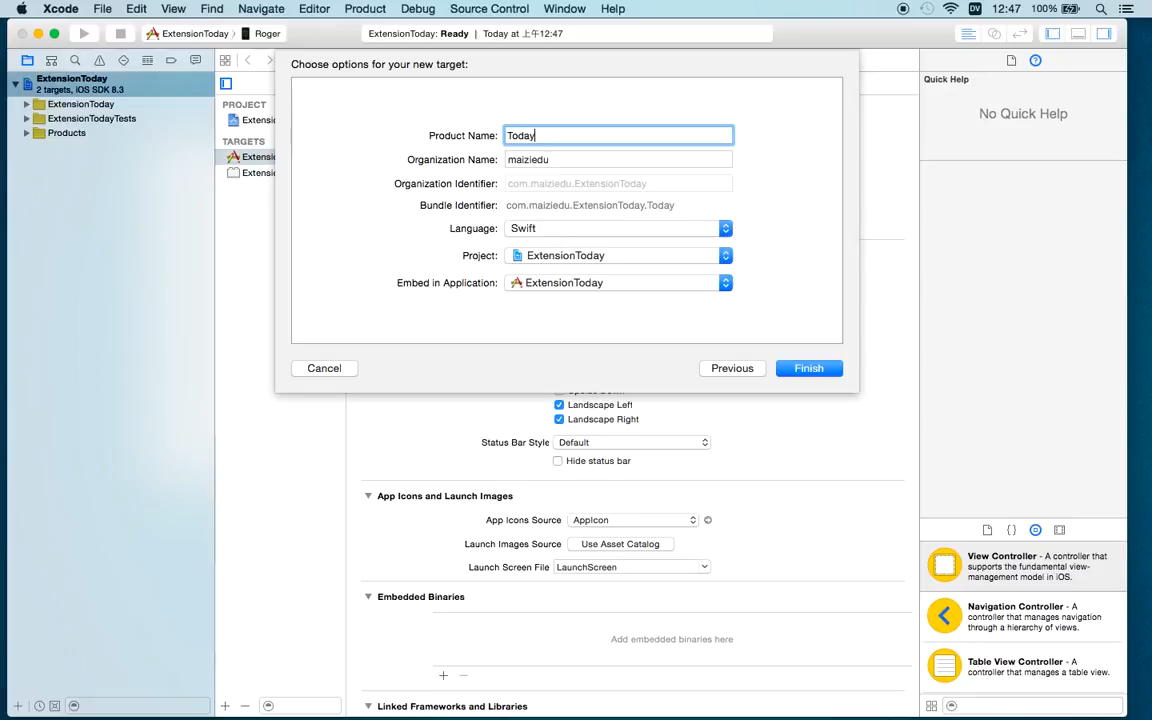 Xcode File Edit View Find Navigate Editor Product Debug Source Control Window Help DV 12:47 100%
ExtensionToday Roger ExtensionToday: Ready Today at 上午12:47
Choose options for your new target:
Product Name: Today
Organization Name: maiziedu
Organization Identifier: com.maiziedu.ExtensionToday
Bundle Identifier: com.maiziedu.ExtensionToday.Today
Language: Swift
Project: ExtensionToday
Embed in Application: ExtensionToday
Cancel Previous Finish
ExtensionToday
2 targets, iOS SDK 8.3
ExtensionToday
ExtensionTodayTests
Products
PROJECT
Extensi
TARGETS
Extensi
Extensi
Landscape Left
Landscape Right
Status Bar Style Default
Hide status bar
App Icons and Launch Images
App Icons Source AppIcon
Launch Images Source Use Asset Catalog
Launch Screen File LaunchScreen
Embedded Binaries
Add embedded binaries here
Linked Frameworks and Libraries
Quick Help
No Quick Help
{}
View Controller - A controller that
supports the fundamental view-
management model in iOS.
Navigation Controller - A
controller that manages navigation
through a hierarchy of views.
Table View Controller - A
controller that manages a table view.